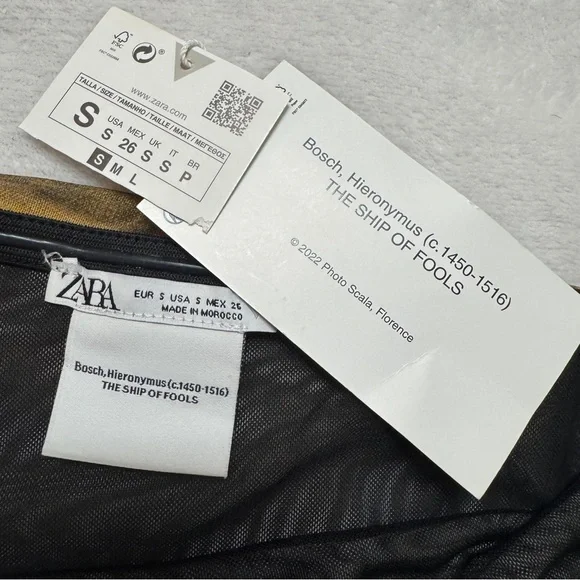 FSC
www.zara.com
TALLA/SIZE/TAMANHO/TAILLE/MAAT/ΜΕΓΕΘΟΣ
S
USA MEX UK IT BR
S 26 S S P
S M L
Bosch, Hieronymus (c.1450-1516)
THE SHIP OF FOOLS
© 2022 Photo Scala, Florence
ZARA
EUR S USA S MEX 26
MADE IN MOROCCO
Bosch, Hieronymus (c.1450-1516)
THE SHIP OF FOOLS